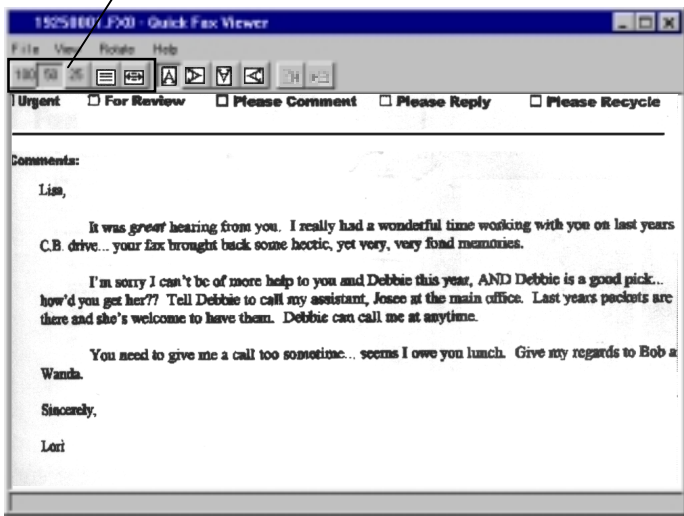 19250001.FX0 - Quick Fax Viewer
File View Rotate Help
100 50 25 A A A A
Urgent For Review Please Comment Please Reply Please Recycle
Comments:
Lisa,
It was great hearing from you. I really had a wonderful time working with you on last years
C.B. drive... your fax brought back some hectic, yet very, very fond memories.
I'm sorry I can't be of more help to you and Debbie this year, AND Debbie is a good pick...
how'd you get her?? Tell Debbie to call my assistant, Josee at the main office. Last years packets are
there and she's welcome to have them. Debbie can call me at anytime.
You need to give me a call too sometime... seems I owe you lunch. Give my regards to Bob a
Wanda.
Sincerely,
Lori